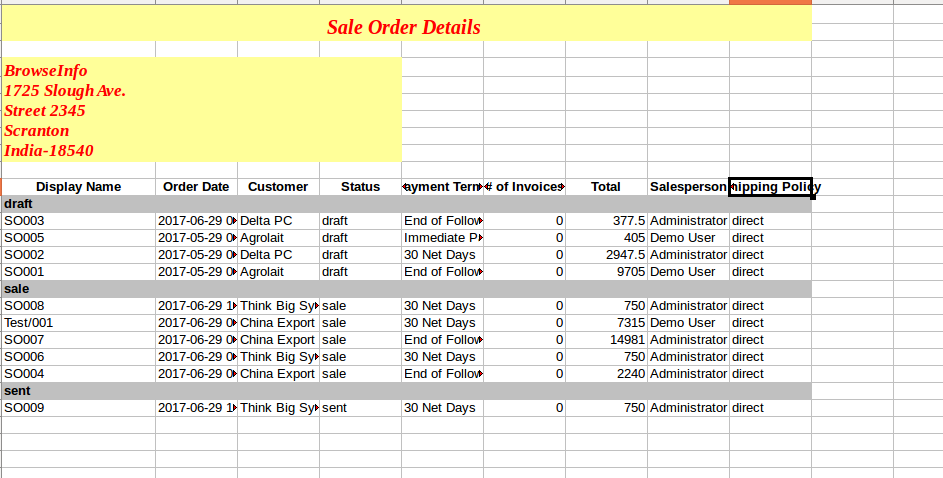 Sale Order Details
BrowseInfo
1725 Slough Ave.
Street 2345
Scranton
India-18540
Display Name Order Date Customer Status ayment Term # of Invoices Total Salesperson hipping Policy
draft
SO003 2017-06-29 0 Delta PC draft End of Follow 0 377.5 Administrator direct
SO005 2017-05-29 0 Agrolait draft Immediate P 0 405 Demo User direct
SO002 2017-05-29 0 Delta PC draft 30 Net Days 0 2947.5 Administrator direct
SO001 2017-05-29 0 Agrolait draft End of Follow 0 9705 Demo User direct
sale
SO008 2017-06-29 1 Think Big Sy sale 30 Net Days 0 750 Administrator direct
Test/001 2017-06-29 0 China Export sale 30 Net Days 0 7315 Demo User direct
SO007 2017-06-29 0 China Export sale End of Follow 0 14981 Administrator direct
SO006 2017-06-29 0 Think Big Sy sale 30 Net Days 0 750 Administrator direct
SO004 2017-06-29 0 China Export sale End of Follow 0 2240 Administrator direct
sent
SO009 2017-06-29 1 Think Big Sy sent 30 Net Days 0 750 Administrator direct